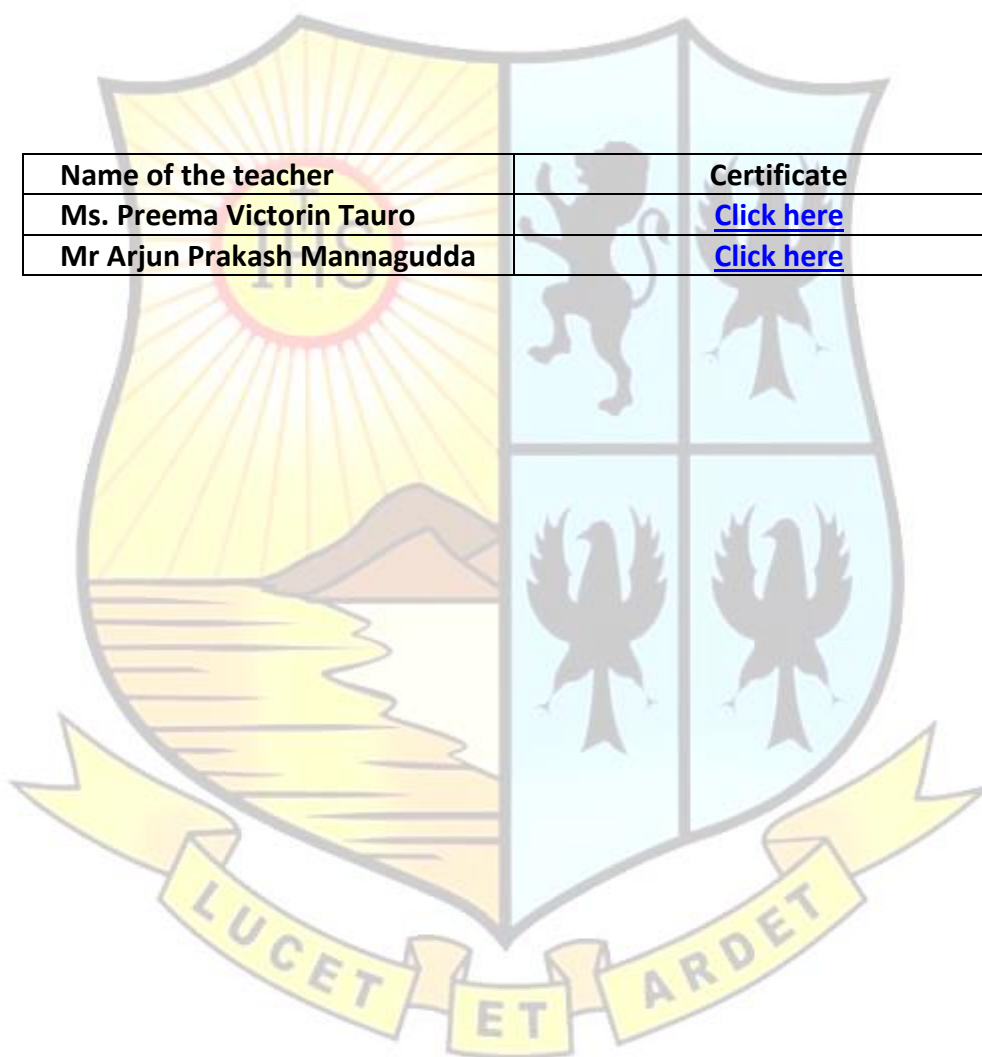 Name of the teacher Certificate
Ms. Preema Victorin Tauro Click here
Mr Arjun Prakash Mannagudda Click here
IHS
LUCET ET ARDET